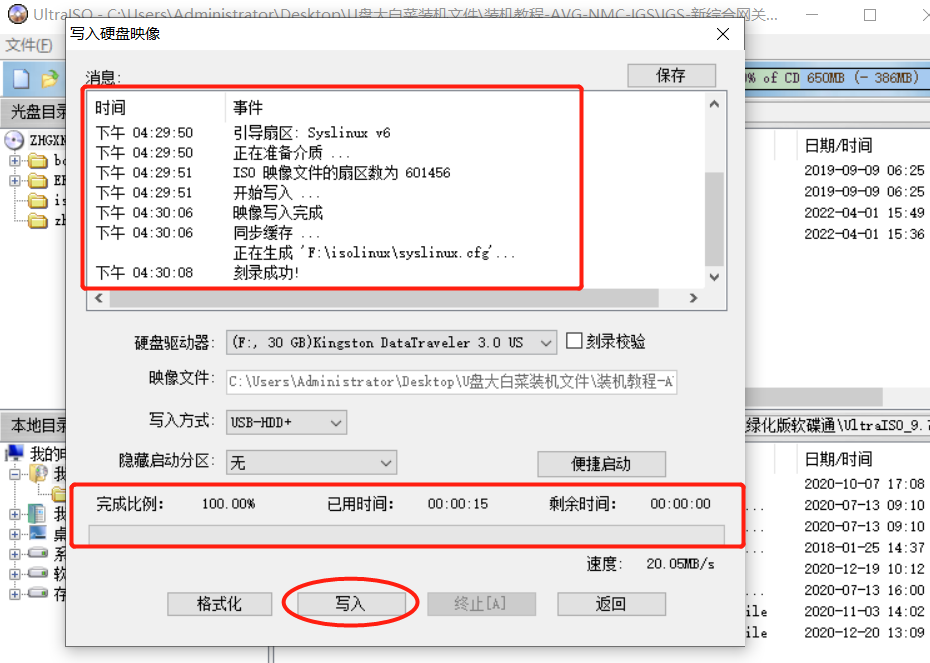 UltraISO - C:\Users\Administrator\Desktop\U盘大白菜装机文件\装机教程-AVG-NMC-IGS\IGS-新综合网关...
文件(F)
写入硬盘映像
消息:
保存
% of CD 650MB (- 386MB)
光盘目录
时间 事件
下午 04:29:50 引导扇区: Syslinux v6
下午 04:29:50 正在准备介质 ...
下午 04:29:51 ISO 映像文件的扇区数为 601456
下午 04:29:51 开始写入 ...
下午 04:30:06 映像写入完成
下午 04:30:06 同步缓存 ...
正在生成 'F:\isolinux\syslinux.cfg'...
下午 04:30:08 刻录成功!
ZHGXN
日期/时间
2019-09-09 06:25
2019-09-09 06:25
2022-04-01 15:49
2022-04-01 15:36
硬盘驱动器: (F:, 30 GB)Kingston DataTraveler 3.0 US 刻录校验
映像文件: C:\Users\Administrator\Desktop\U盘大白菜装机文件\装机教程-A
写入方式: USB-HDD+
隐藏启动分区: 无 便捷启动
完成比例: 100.00% 已用时间: 00:00:15 剩余时间: 00:00:00
速度: 20.05MB/s
格式化 写入 终止[A] 返回
本地目录
绿化版软碟通\UltraISO_9.7
我的电
我
我
桌
系
软
存
日期/时间
2020-10-07 17:08
... 2020-07-13 09:10
... 2020-07-13 09:10
... 2018-01-25 14:37
2020-12-19 10:12
... 2020-07-13 16:00
ile 2020-11-03 14:02
ile 2020-12-20 13:09